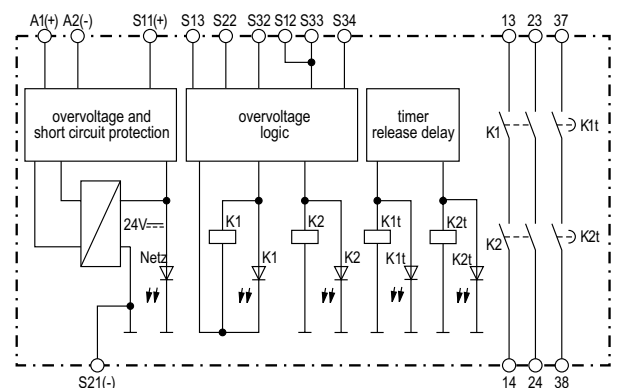 A1(+) A2(-) S11(+) S13 S22 S32 S12 S33 S34 13 23 37
overvoltage and
short circuit protection
overvoltage
logic
timer
release delay
K1 K1t
24V K1 K2 K1t K2t
K2 K2t
Netz K1 K2 K1t K2t
S21(-) 14 24 38